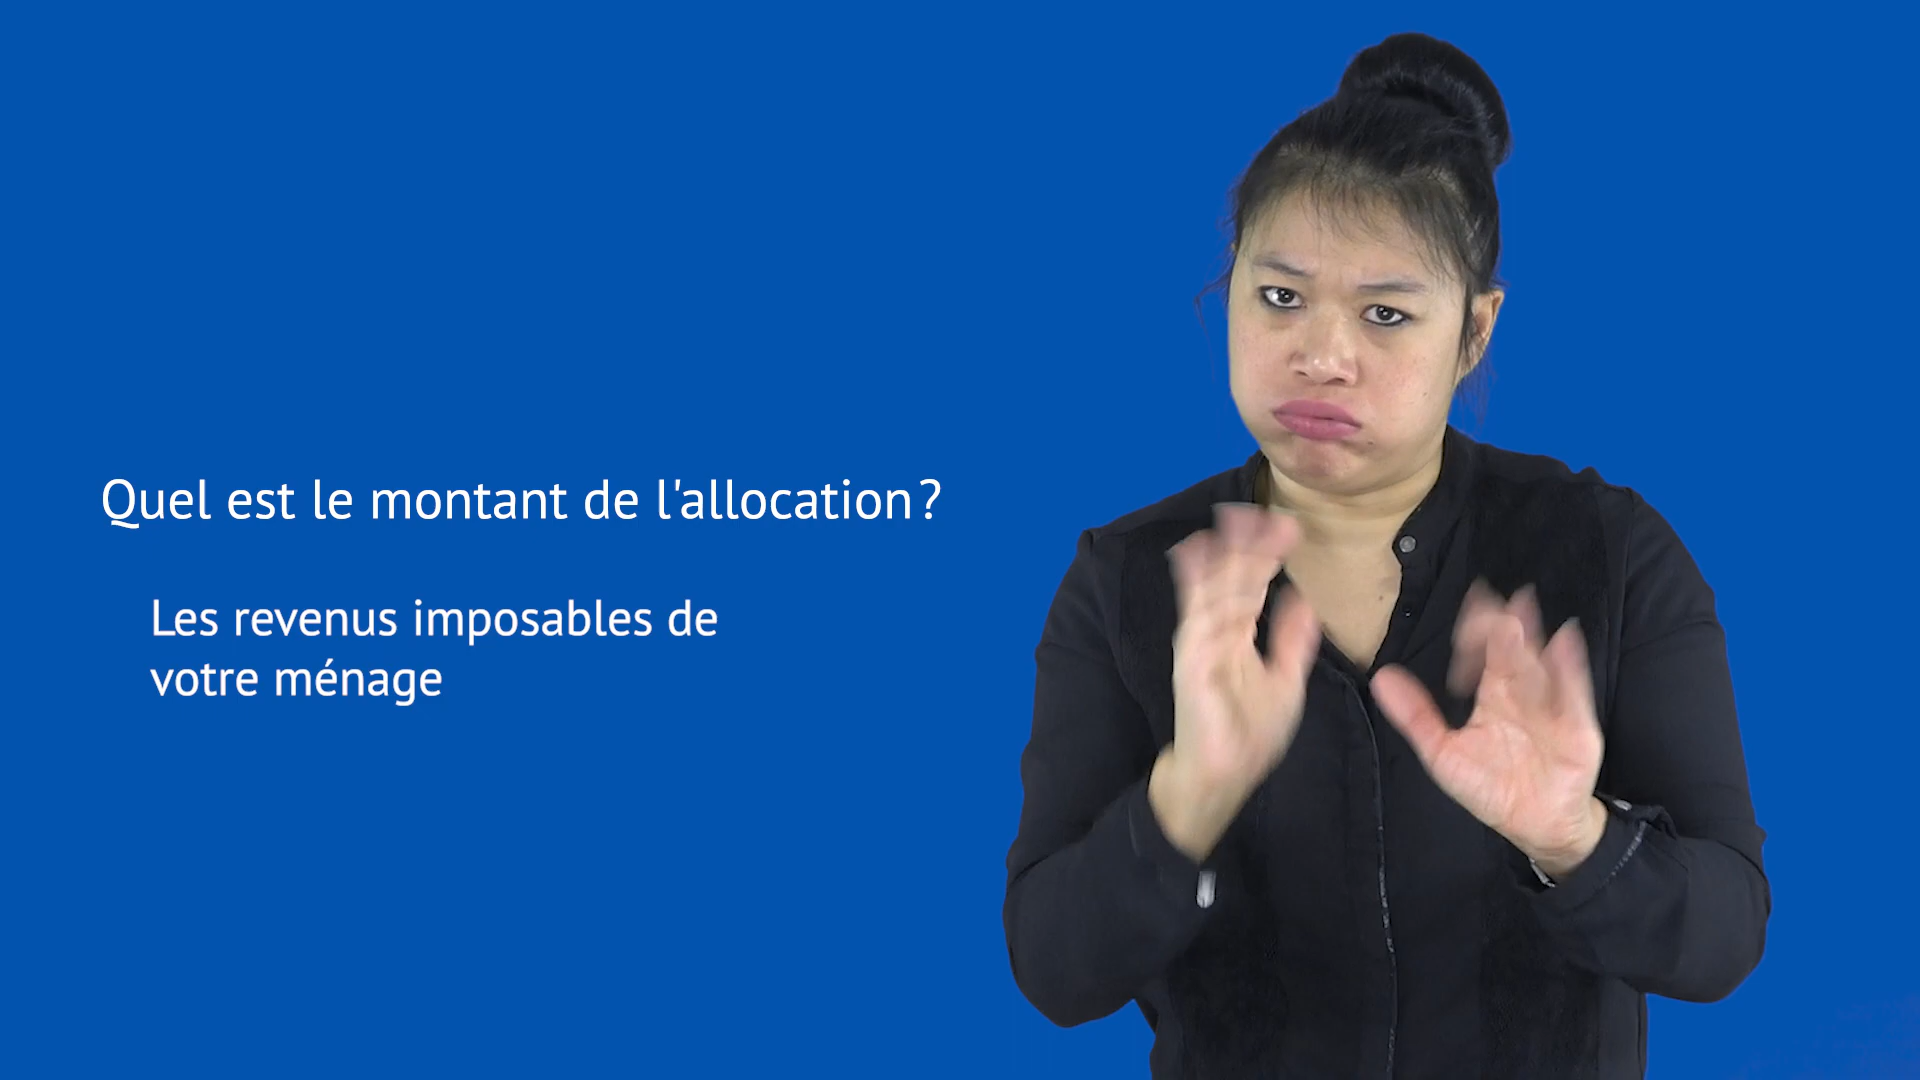 Quel est le montant de l'allocation ?
Les revenus imposables de
votre ménage